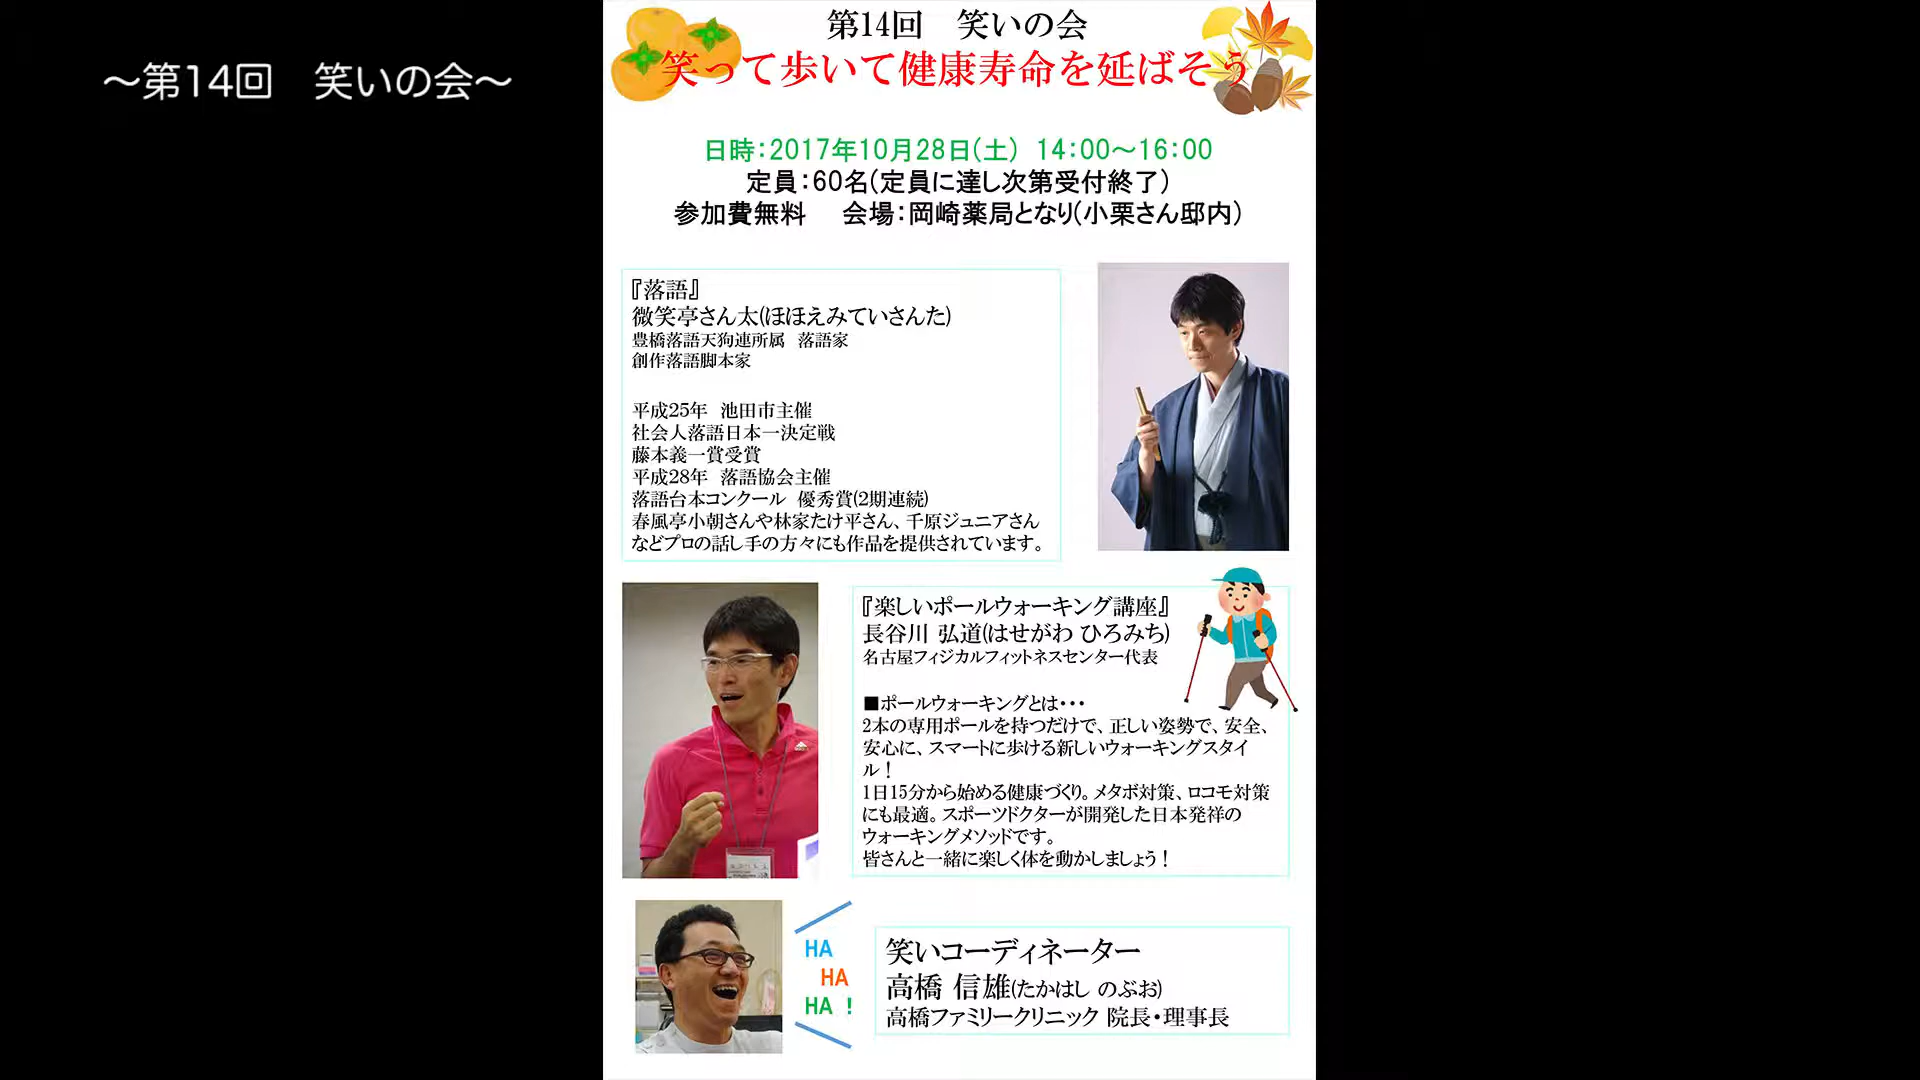 ～第14回　笑いの会～
第14回　笑いの会
笑って歩いて健康寿命を延ばそう
日時：2017年10月28日（土）　14：00～16：00
定員：60名（定員に達し次第受付終了）
参加費無料　会場：岡崎薬局となり（小栗さん邸内）
『落語』
微笑亭さん太(ほほえみていさんた)
豊橋落語天狗連所属　落語家
創作落語脚本家
平成25年　池田市主催
社会人落語日本一決定戦
藤本義一賞受賞
平成28年　落語協会主催
落語台本コンクール　優秀賞(2期連続)
春風亭小朝さんや林家たけ平さん、千原ジュニアさん
などプロの話し手の方々にも作品を提供されています。
『楽しいポールウォーキング講座』
長谷川 弘道(はせがわ ひろみち)
名古屋フィジカルフィットネスセンター代表
■ポールウォーキングとは・・・
2本の専用ポールを持つだけで、正しい姿勢で、安全、
安心に、スマートに歩ける新しいウォーキングスタイ
ル！
1日15分から始める健康づくり。メタボ対策、ロコモ対策
にも最適。スポーツドクターが開発した日本発祥の
ウォーキングメソッドです。
皆さんと一緒に楽しく体を動かしましょう！
HA
HA
HA！
笑いコーディネーター
高橋 信雄(たかはし のぶお)
高橋ファミリークリニック 院長・理事長